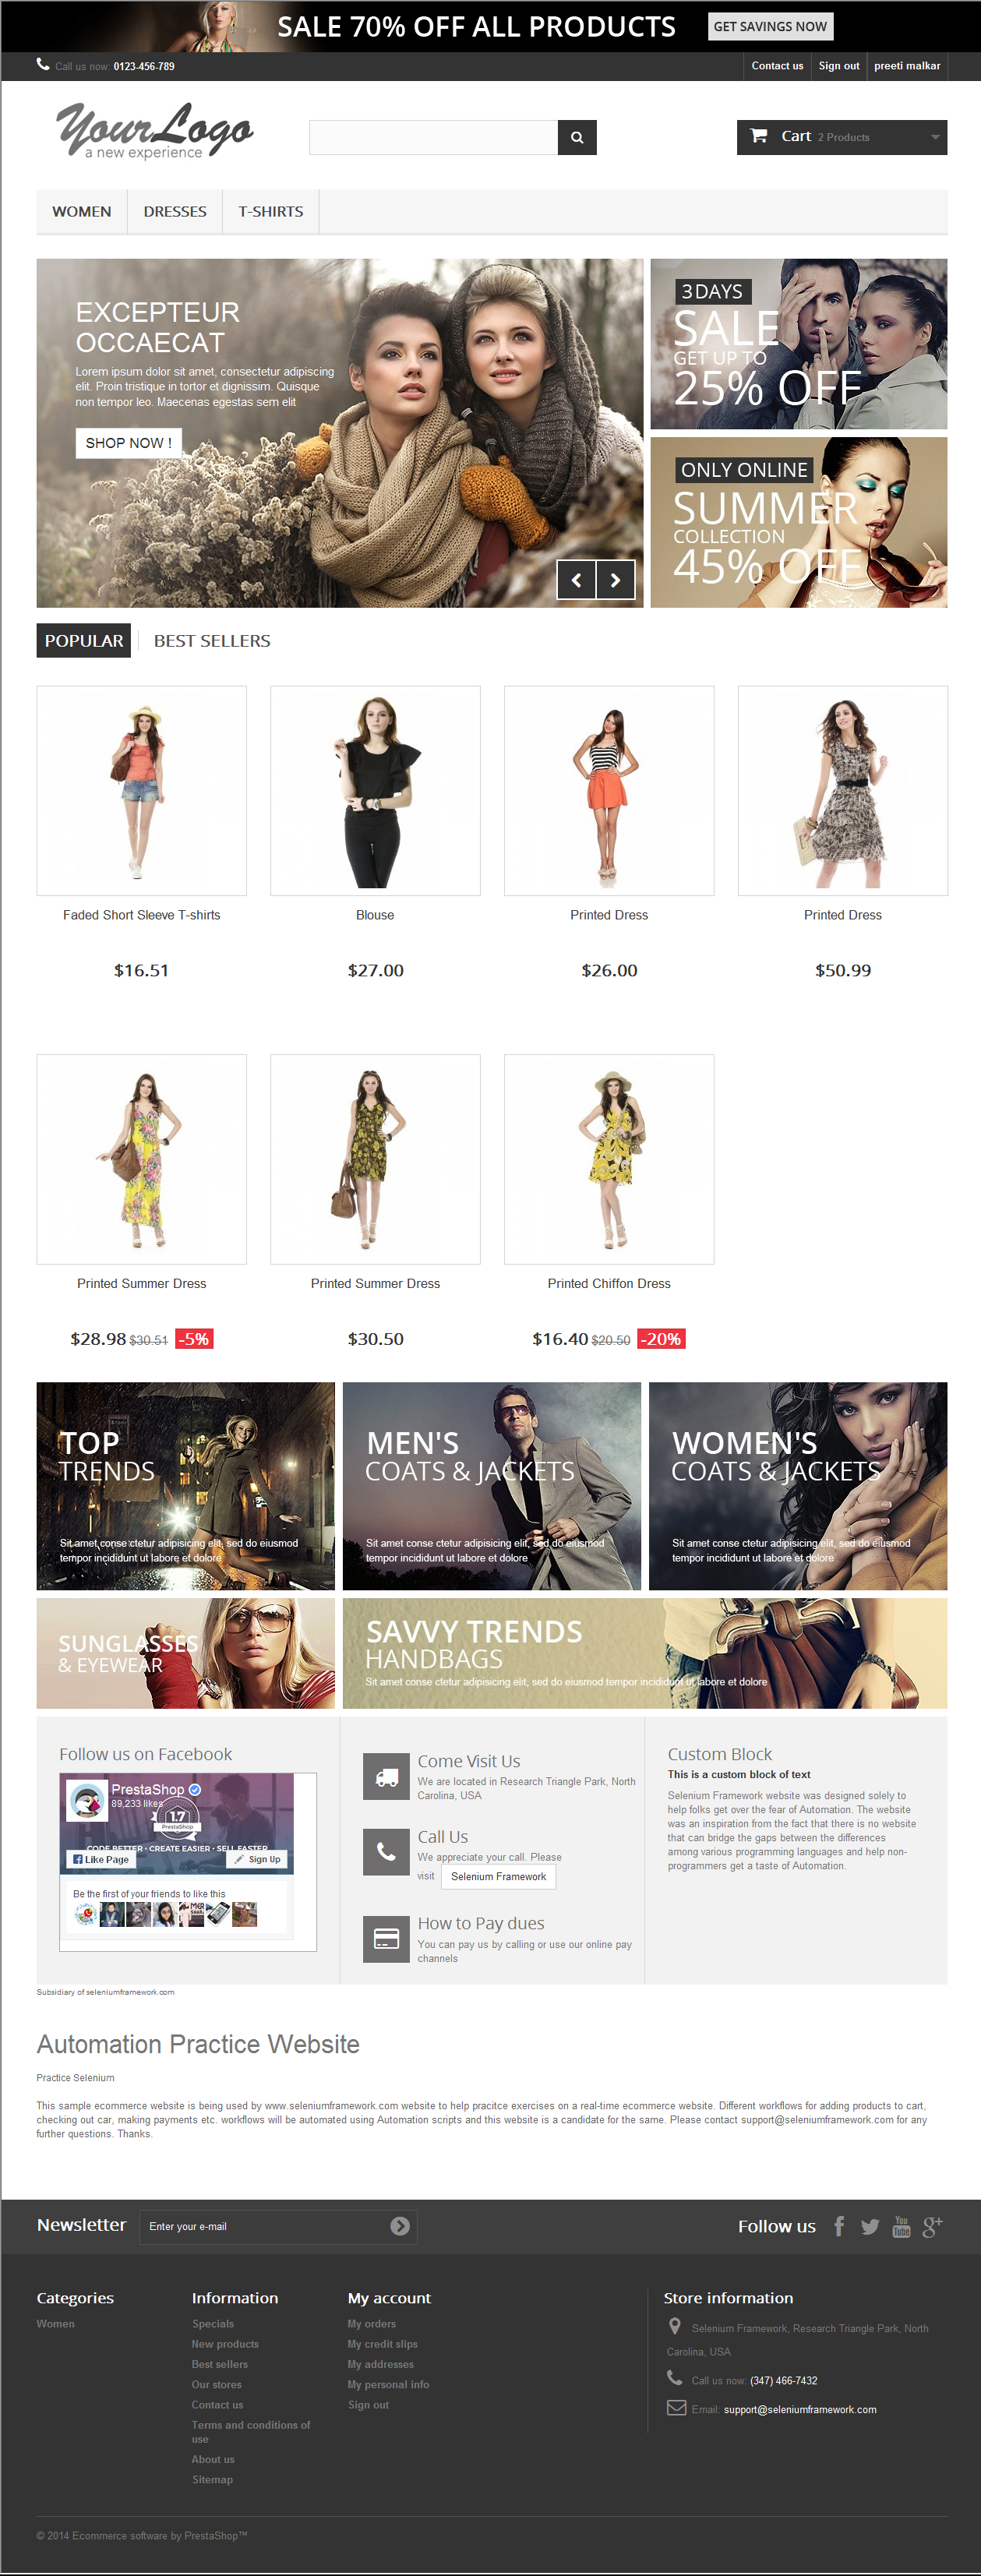 SALE 70% OFF ALL PRODUCTS GET SAVINGS NOW
Call us now: 0123-456-789
Contact us Sign out preeti malkar
Your Logo
a new experience
Cart 2 Products
WOMEN DRESSES T-SHIRTS
EXCEPTEUR
OCCAECAT
Lorem ipsum dolor sit amet, consectetur adipiscing
elit. Proin tristique in tortor et dignissim. Quisque
non tempor leo. Maecenas egestas sem elit
SHOP NOW !
3 DAYS
SALE
GET UP TO
25% OFF
ONLY ONLINE
SUMMER
COLLECTION
45% OFF
POPULAR BEST SELLERS
Faded Short Sleeve T-shirts Blouse Printed Dress Printed Dress
$16.51 $27.00 $26.00 $50.99
Printed Summer Dress Printed Summer Dress Printed Chiffon Dress
$28.98 $30.51 -5% $30.50 $16.40 $20.50 -20%
TOP
TRENDS
Sit amet conse ctetur adipisicing elit, sed do eiusmod
tempor incididunt ut labore et dolore
MEN'S
COATS & JACKETS
Sit amet conse ctetur adipisicing elit, sed do eiusmod
tempor incididunt ut labore et dolore
WOMEN'S
COATS & JACKETS
Sit amet conse ctetur adipisicing elit, sed do eiusmod
tempor incididunt ut labore et dolore
SUNGLASSES
& EYEWEAR
SAVVY TRENDS
HANDBAGS
Sit amet conse ctetur adipisicing elit, sed do eiusmod tempor incididunt ut labore et dolore
Follow us on Facebook
PrestaShop
89,233 likes
1.7
PrestaShop
CODE BETTER • CREATE EASIER • SELL FASTER
Like Page Sign Up
Be the first of your friends to like this
Come Visit Us
We are located in Research Triangle Park, North
Carolina, USA
Call Us
We appreciate your call. Please
visit Selenium Framework
How to Pay dues
You can pay us by calling or use our online pay
channels
Custom Block
This is a custom block of text
Selenium Framework website was designed solely to
help folks get over the fear of Automation. The website
was an inspiration from the fact that there is no website
that can bridge the gaps between the differences
among various programming languages and help non-
programmers get a taste of Automation.
Subsidiary of seleniumframework.com
Automation Practice Website
Practice Selenium
This sample ecommerce website is being used by www.seleniumframework.com website to help pracitce exercises on a real-time ecommerce website. Different workflows for adding products to cart,
checking out car, making payments etc. workflows will be automated using Automation scripts and this website is a candidate for the same. Please contact support@seleniumframework.com for any
further questions. Thanks.
Newsletter Enter your e-mail
Follow us
You Tube
Categories
Women
Information
Specials
New products
Best sellers
Our stores
Contact us
Terms and conditions of
use
About us
Sitemap
My account
My orders
My credit slips
My addresses
My personal info
Sign out
Store information
Selenium Framework, Research Triangle Park, North
Carolina, USA
Call us now: (347) 466-7432
Email: support@seleniumframework.com
© 2014 Ecommerce software by PrestaShop™